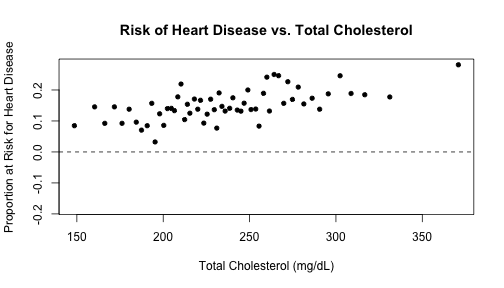 Risk of Heart Disease vs. Total Cholesterol
Proportion at Risk for Heart Disease
0.2
0.1
0.0
-0.1
-0.2
150 200 250 300 350
Total Cholesterol (mg/dL)